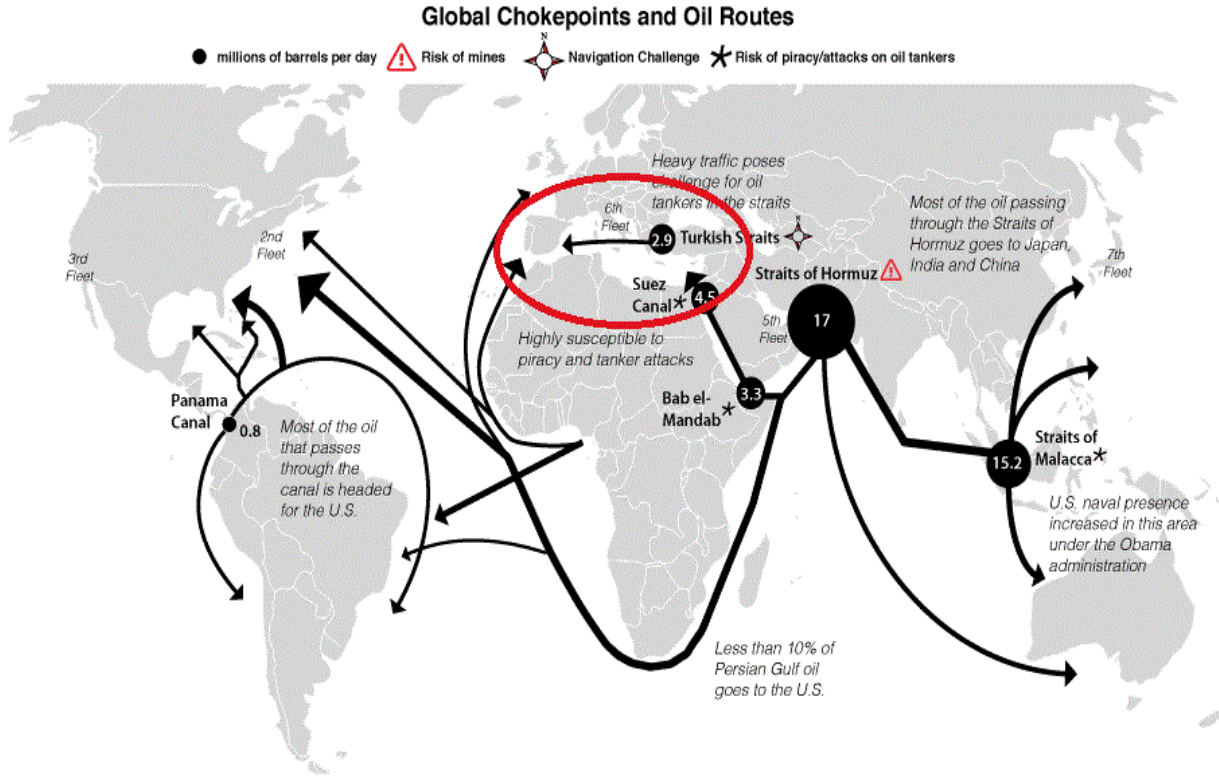 Global Chokepoints and Oil Routes
millions of barrels per day
Risk of mines
N
Navigation Challenge
Risk of piracy/attacks on oil tankers
Heavy traffic poses
challenge for oil
tankers in the straits
6th
Fleet
2.9
Turkish Straits
Most of the oil passing
through the Straits of
Hormuz goes to Japan,
India and China
2nd
Fleet
3rd
Fleet
7th
Fleet
Straits of Hormuz
Suez
Canal
4.5
17
5th
Fleet
Highly susceptible to
piracy and tanker attacks
Panama
Canal
0.8
Bab el-
Mandab
3.3
Most of the oil
that passes
through the
canal is headed
for the U.S.
Straits of
Malacca
15.2
U.S. naval presence
increased in this area
under the Obama
administration
Less than 10% of
Persian Gulf oil
goes to the U.S.